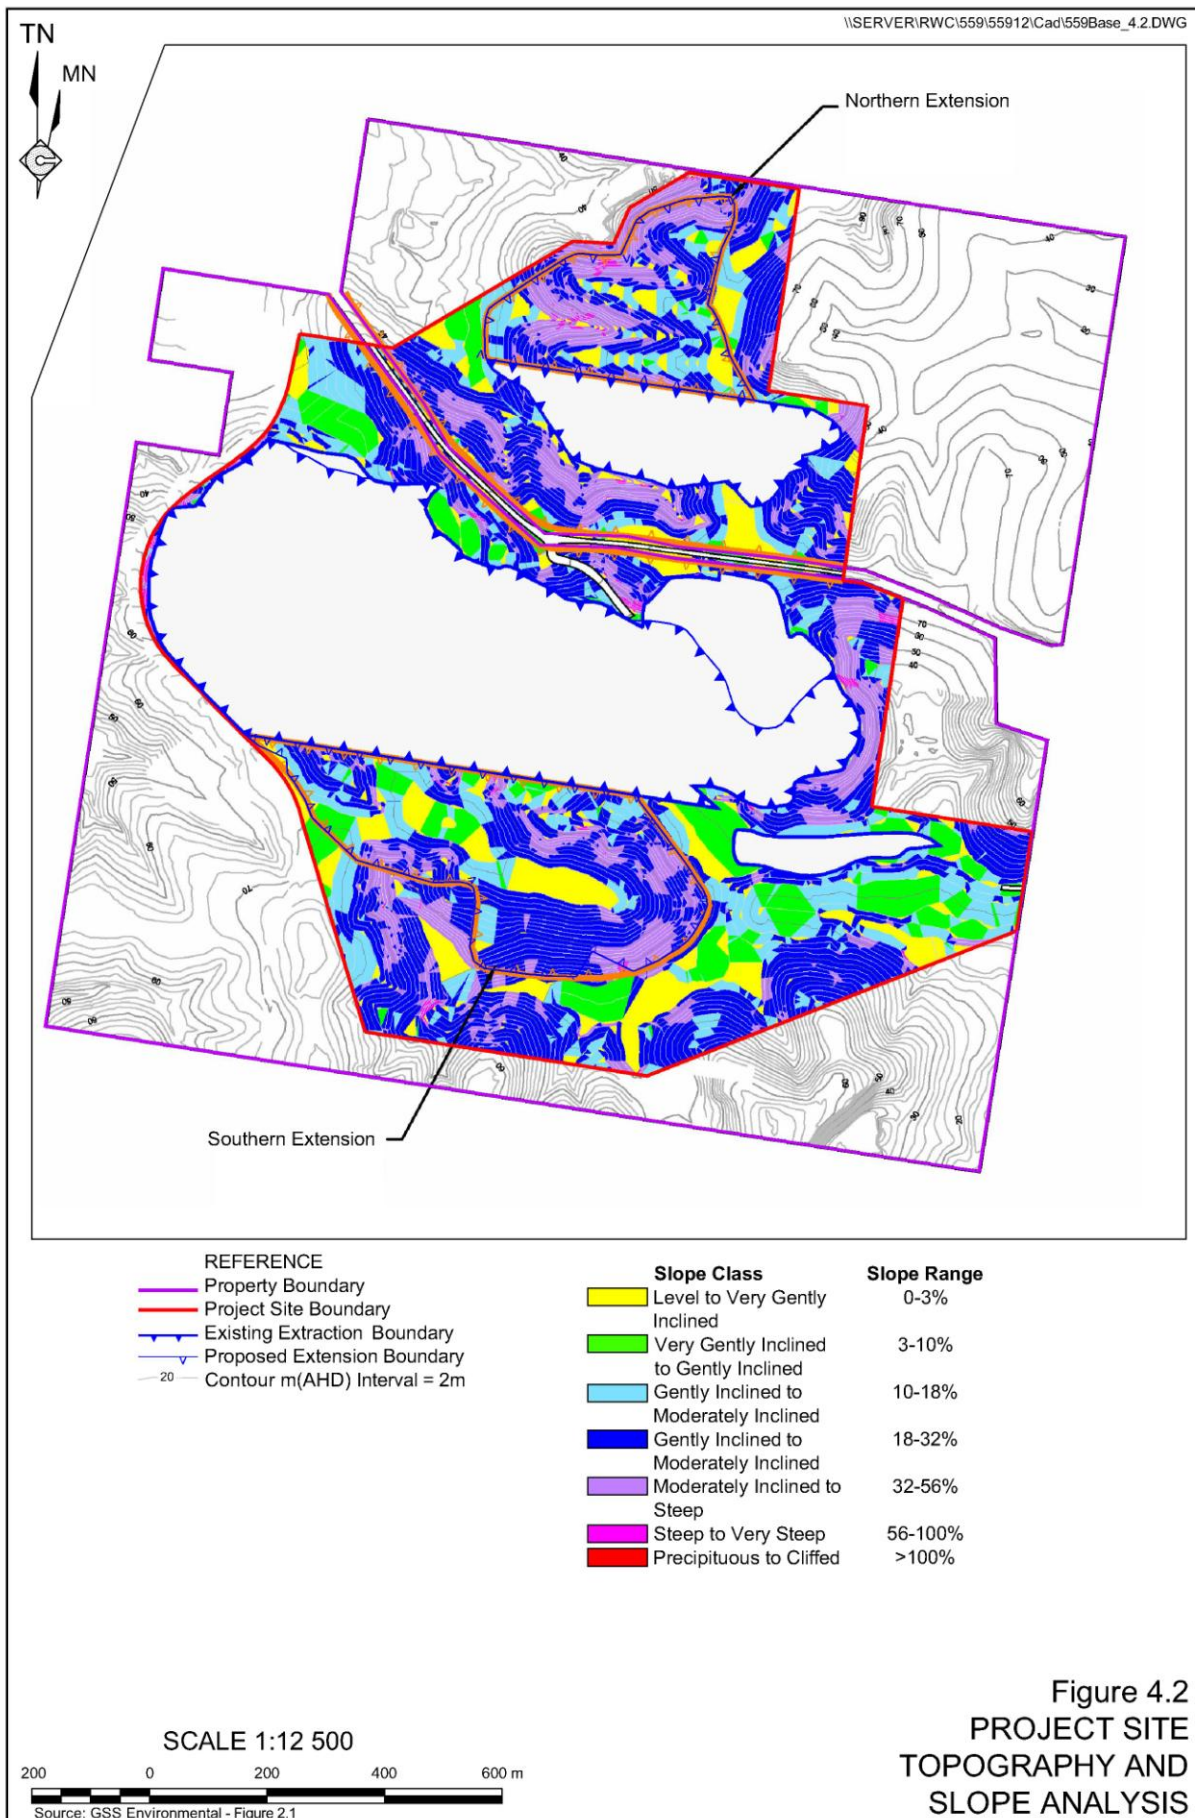 \\SERVER\RWC\559\55912\Cad\559Base_4.2.DWG
TN
MN
Northern Extension
Southern Extension
REFERENCE
Property Boundary
Project Site Boundary
Existing Extraction Boundary
Proposed Extension Boundary
20 Contour m(AHD) Interval = 2m
Slope Class Slope Range
Level to Very Gently 0-3%
Inclined
Very Gently Inclined 3-10%
to Gently Inclined
Gently Inclined to 10-18%
Moderately Inclined
Gently Inclined to 18-32%
Moderately Inclined
Moderately Inclined to 32-56%
Steep
Steep to Very Steep 56-100%
Precipituous to Cliffed >100%
Figure 4.2
PROJECT SITE
TOPOGRAPHY AND
SLOPE ANALYSIS
SCALE 1:12 500
200 0 200 400 600 m
Source: GSS Environmental - Figure 2.1